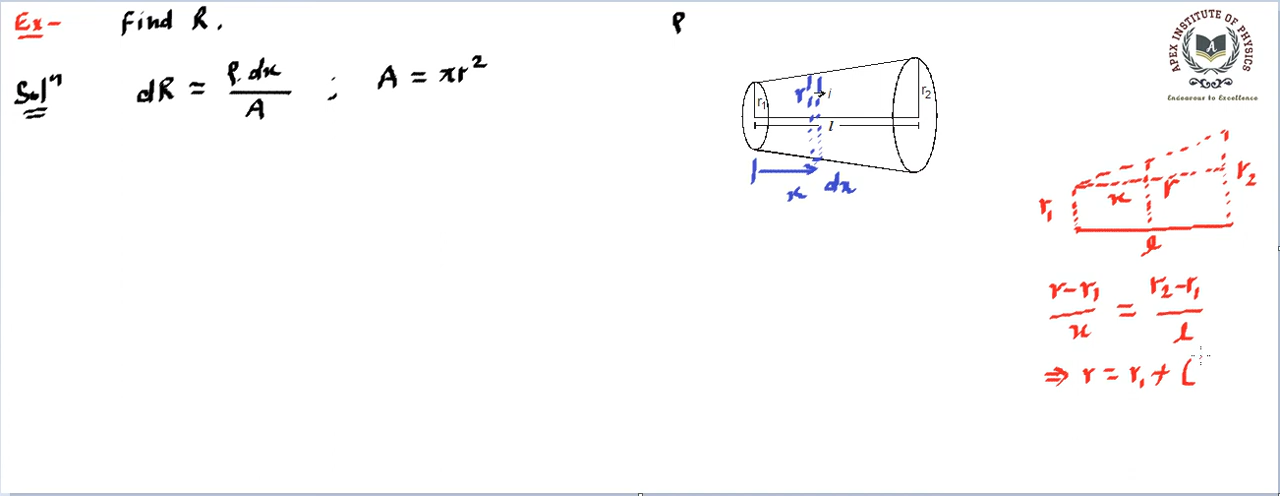 Ex- Find R.
Solⁿ dR = ρ.dx / A ; A = πr²
ρ
r₁
r
i
r₂
l
x dx
APEX INSTITUTE OF PHYSICS
A
Endeavour to Excellence
r₁
x
r
r₂
l
r-r₁ / x = r₂-r₁ / l
⇒ r = r₁ + (